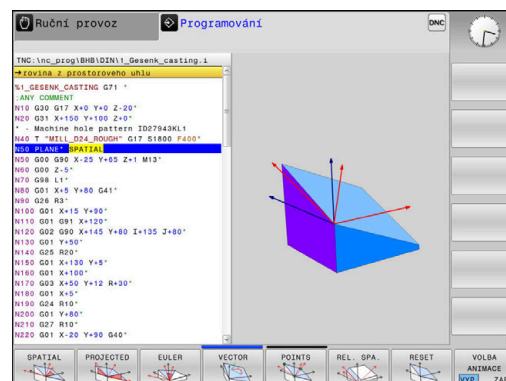 Ruční provoz
Programování
DNC
TNC:\nc_prog\BHB\DIN\1_Gesenk_casting.i
→rovina z prostoroveho uhlu
%1_GESENK_CASTING G71 *
;ANY COMMENT
N10 G30 G17 X+0 Y+0 Z-20*
N20 G31 X+150 Y+100 Z+0*
* - Machine hole pattern ID27943KL1
N40 T "MILL_D24_ROUGH" G17 S1800 F400*
N50 PLANE* SPATIAL
N50 G00 G90 X-25 Y+65 Z+1 M13*
N60 G00 Z-5*
N70 G98 L1*
N80 G01 X+5 Y+80 G41*
N90 G26 R3*
N100 G01 X+15 Y+90*
N110 G01 G91 X+120*
N120 G02 G90 X+145 Y+80 I+135 J+80*
N130 G01 Y+50*
N140 G25 R20*
N150 G01 X+130 Y+5*
N160 G01 X+100*
N170 G03 X+50 Y+12 R+30*
N180 G01 X+5*
N190 G24 R10*
N200 G01 Y+80*
N210 G27 R10*
N220 G01 X-20 Y+90 G40*
SPATIAL
PROJECTED
EULER
VECTOR
POINTS
REL. SPA.
RESET
VOLBA
ANIMACE
VYP
ZAP